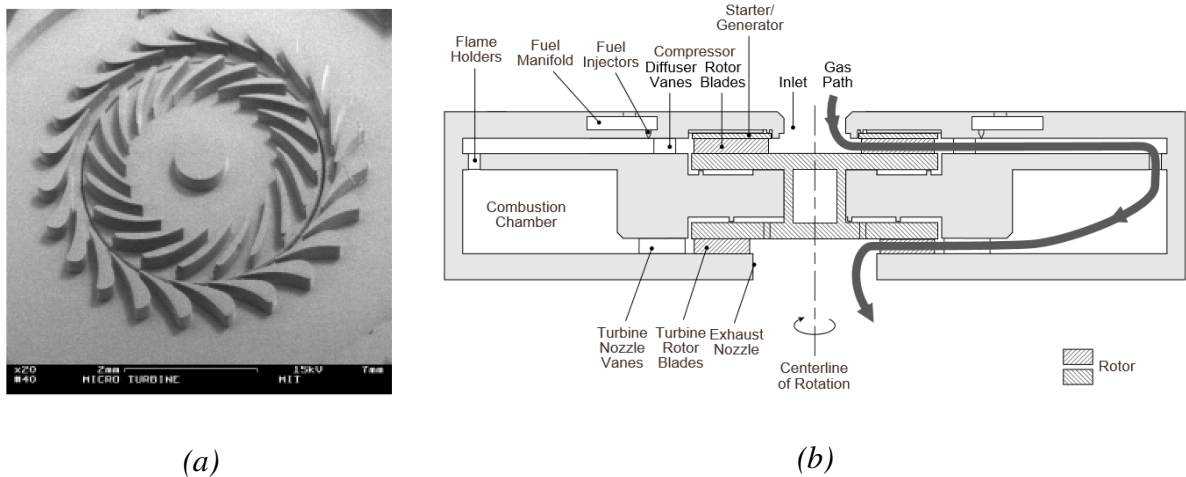 x20 2mm 15kV 7mm
#40 MICRO TURBINE MIT
(a)
Starter/
Generator
Flame
Holders
Fuel
Manifold
Fuel
Injectors
Compressor
Diffuser Rotor
Vanes Blades
Inlet
Gas
Path
Combustion
Chamber
Turbine
Nozzle
Vanes
Turbine
Rotor
Blades
Exhaust
Nozzle
Centerline
of Rotation
Rotor
(b)